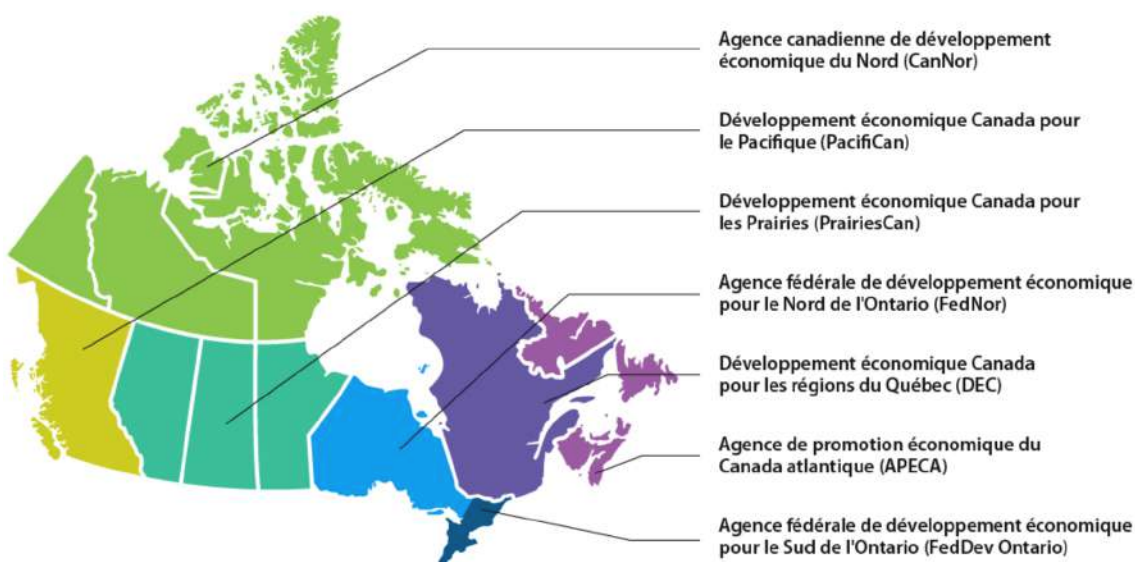 Agence canadienne de développement
économique du Nord (CanNor)
Développement économique Canada pour
le Pacifique (PacifiCan)
Développement économique Canada pour
les Prairies (PrairiesCan)
Agence fédérale de développement économique
pour le Nord de l'Ontario (FedNor)
Développement économique Canada
pour les régions du Québec (DEC)
Agence de promotion économique du
Canada atlantique (APECA)
Agence fédérale de développement économique
pour le Sud de l'Ontario (FedDev Ontario)